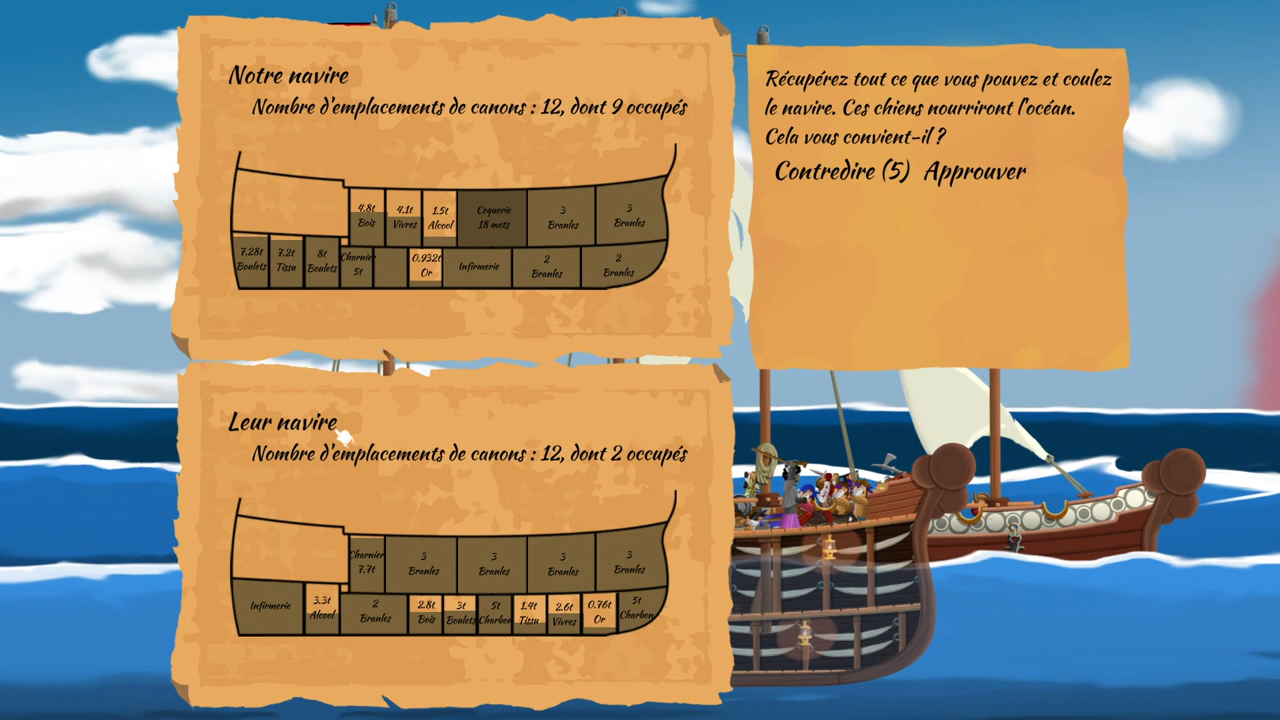 Notre navire
Nombre d'emplacements de canons : 12, dont 9 occupés
4.8t
Bois
4.1t
Vivres
1.5t
Alcool
Coquerie
18 mets
3
Branles
3
Branles
7.28t
Boulets
7.2t
Tissu
8t
Boulets
Charnier
5t
0.932t
Or
Infirmerie
2
Branles
2
Branles
Récupérez tout ce que vous pouvez et coulez
le navire. Ces chiens nourriront l'océan.
Cela vous convient-il ?
Contredire (5) Approuver
Leur navire
Nombre d'emplacements de canons : 12, dont 2 occupés
Charnier
7.7t
3
Branles
3
Branles
3
Branles
3
Branles
Infirmerie
3.3t
Alcool
2
Branles
2.8t
Bois
3t
Boulets
5t
Charbon
1.4t
Tissu
2.6t
Vivres
0.76t
Or
5t
Charbon